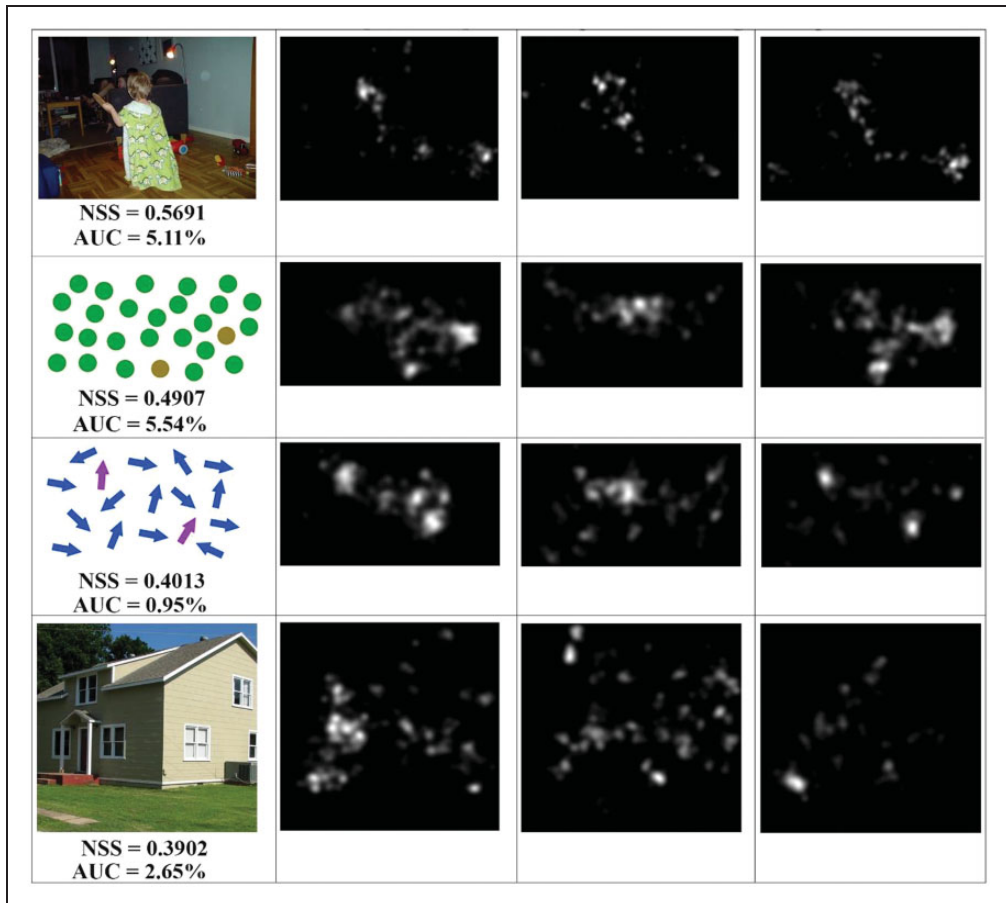 NSS = 0.5691
AUC = 5.11%
NSS = 0.4907
AUC = 5.54%
NSS = 0.4013
AUC = 0.95%
NSS = 0.3902
AUC = 2.65%